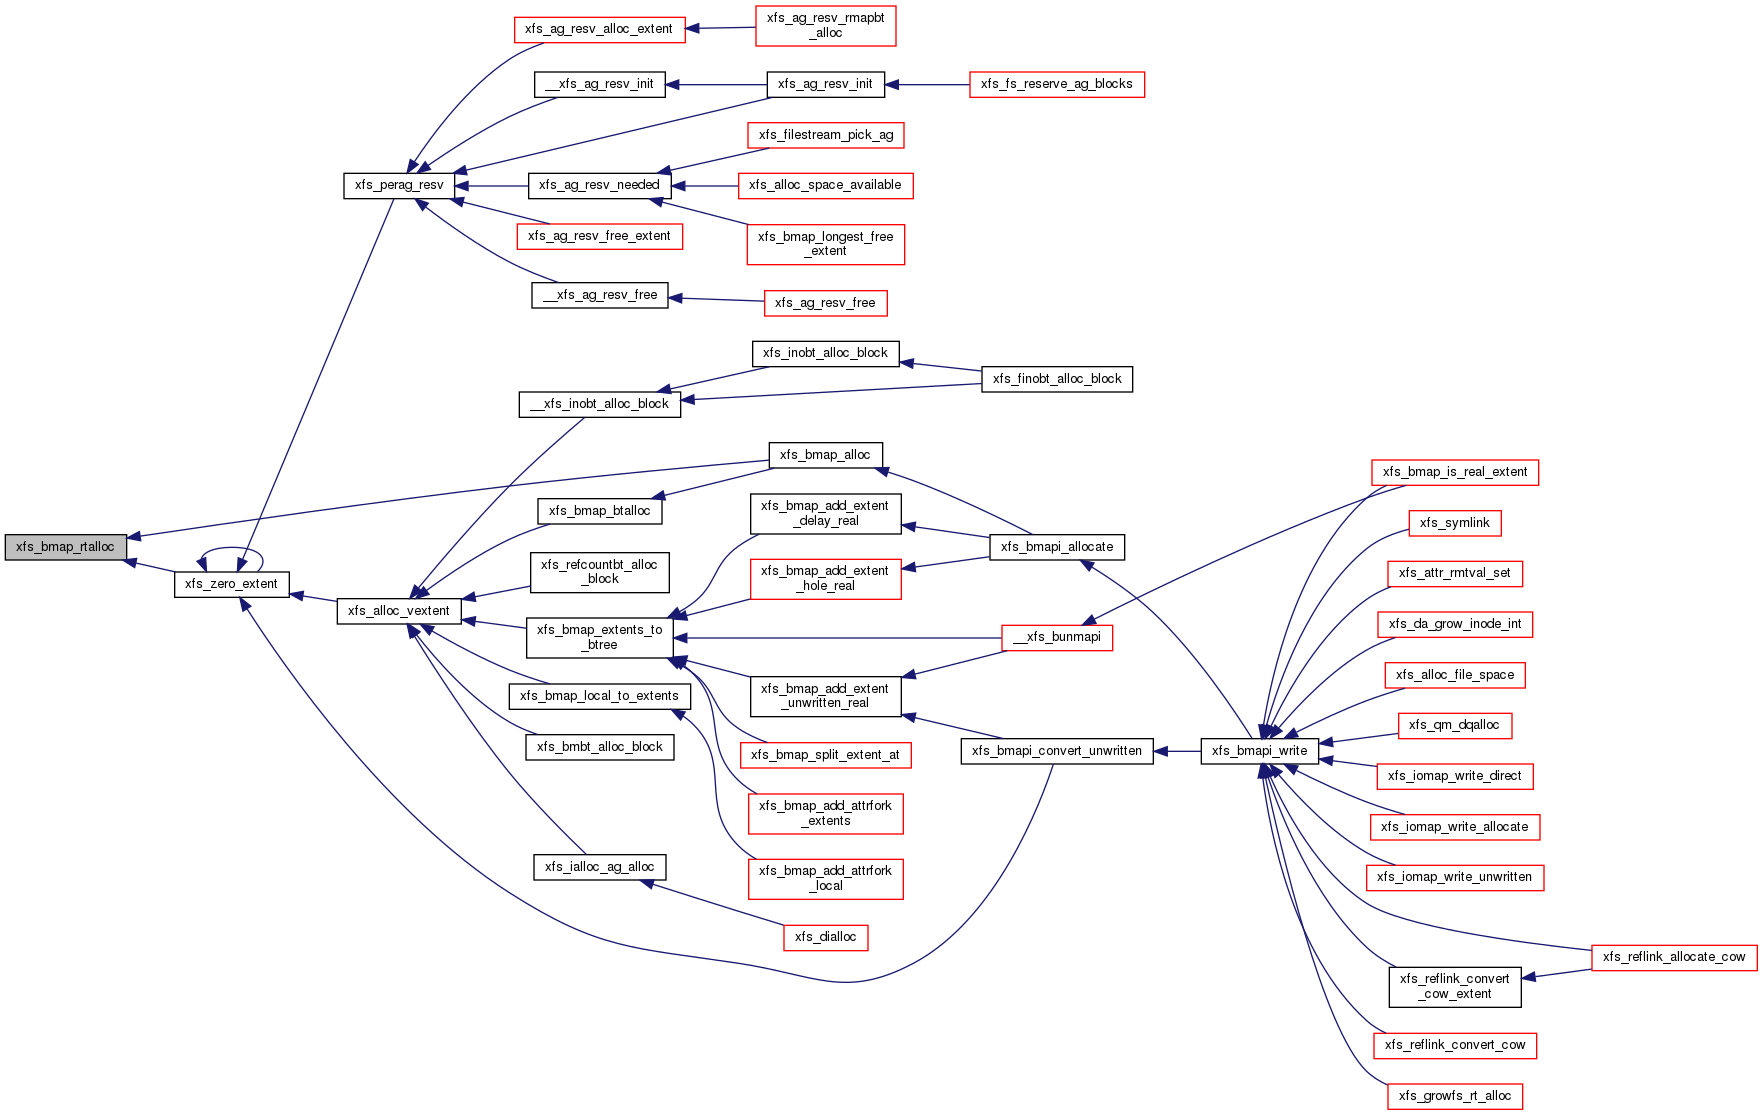 xfs_ag_resv_alloc_extent
xfs_ag_resv_rmapbt
_alloc
__xfs_ag_resv_init
xfs_ag_resv_init
xfs_fs_reserve_ag_blocks
xfs_filestream_pick_ag
xfs_perag_resv
xfs_ag_resv_needed
xfs_alloc_space_available
xfs_ag_resv_free_extent
xfs_bmap_longest_free
_extent
__xfs_ag_resv_free
xfs_ag_resv_free
xfs_inobt_alloc_block
xfs_finobt_alloc_block
__xfs_inobt_alloc_block
xfs_bmap_alloc
xfs_bmap_is_real_extent
xfs_bmap_btalloc
xfs_bmap_add_extent
_delay_real
xfs_symlink
xfs_bmap_rtalloc
xfs_bmapi_allocate
xfs_refcountbt_alloc
_block
xfs_bmap_add_extent
_hole_real
xfs_attr_rmtval_set
xfs_zero_extent
xfs_alloc_vextent
xfs_bmap_extents_to
_btree
__xfs_bunmapi
xfs_da_grow_inode_int
xfs_alloc_file_space
xfs_bmap_local_to_extents
xfs_bmap_add_extent
_unwritten_real
xfs_qm_dqalloc
xfs_bmbt_alloc_block
xfs_bmap_split_extent_at
xfs_bmapi_convert_unwritten
xfs_bmapi_write
xfs_iomap_write_direct
xfs_bmap_add_attrfork
_extents
xfs_iomap_write_allocate
xfs_ialloc_ag_alloc
xfs_bmap_add_attrfork
_local
xfs_iomap_write_unwritten
xfs_dialloc
xfs_reflink_allocate_cow
xfs_reflink_convert
_cow_extent
xfs_reflink_convert_cow
xfs_growfs_rt_alloc